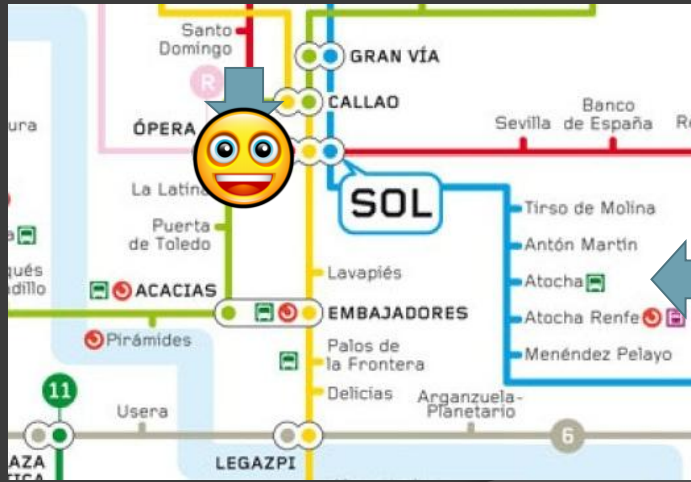 Santo
Domingo
GRAN VÍA
R
CALLAO
ÓPERA
Sevilla
Banco
de España
La Latina
SOL
Tirso de Molina
Puerta
de Toledo
Antón Martín
Lavapiés
Atocha
ACACIAS
EMBAJADORES
Atocha Renfe
Pirámides
Palos de
la Frontera
Menéndez Pelayo
11
Delicias
Usera
Arganzuela-
Planetario
6
LEGAZPI